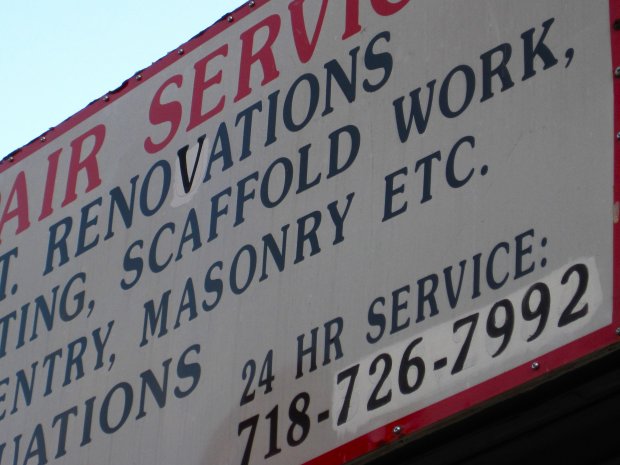 AIR SERVIC
T. RENOVATIONS
TING, SCAFFOLD WORK,
ENTRY, MASONRY ETC.
UATIONS 24 HR SERVICE:
718-726-7992